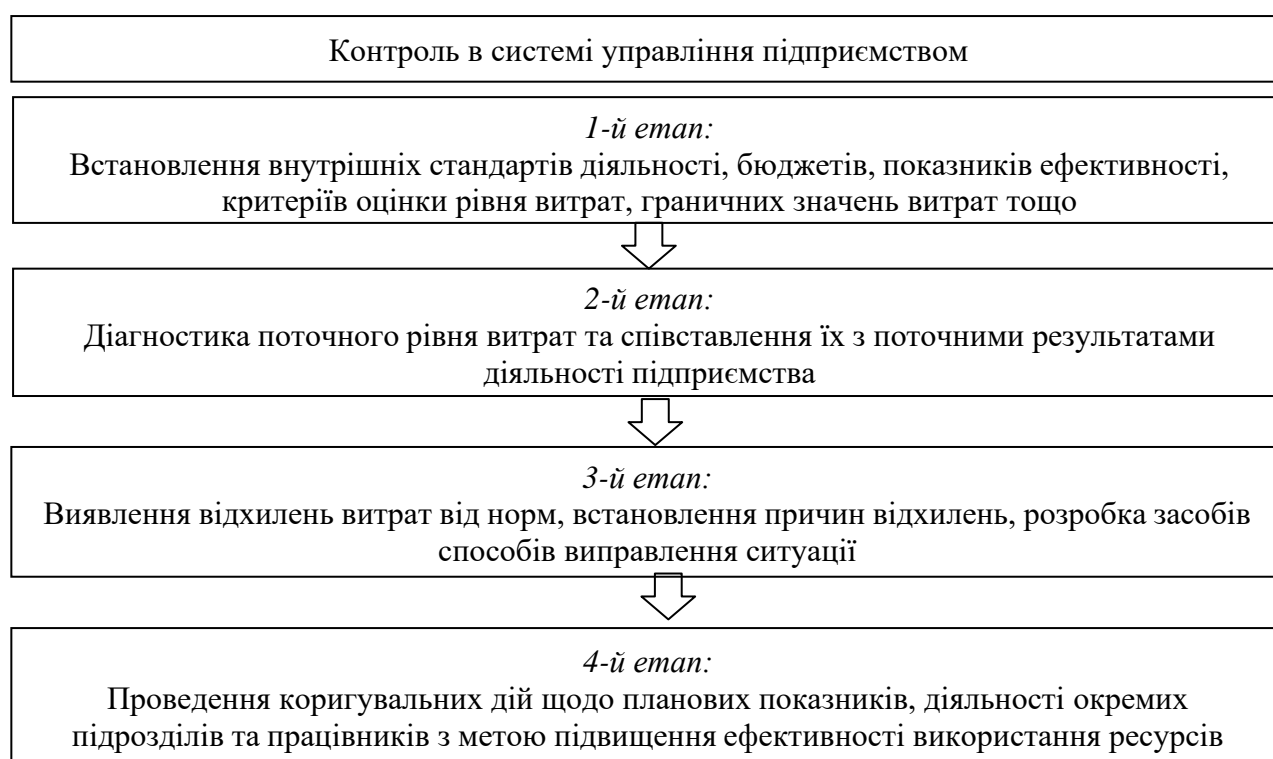 Контроль в системі управління підприємством
1-й етап:
Встановлення внутрішніх стандартів діяльності, бюджетів, показників ефективності,
критеріїв оцінки рівня витрат, граничних значень витрат тощо
2-й етап:
Діагностика поточного рівня витрат та співставлення їх з поточними результатами
діяльності підприємства
3-й етап:
Виявлення відхилень витрат від норм, встановлення причин відхилень, розробка засобів
способів виправлення ситуації
4-й етап:
Проведення коригувальних дій щодо планових показників, діяльності окремих
підрозділів та працівників з метою підвищення ефективності використання ресурсів